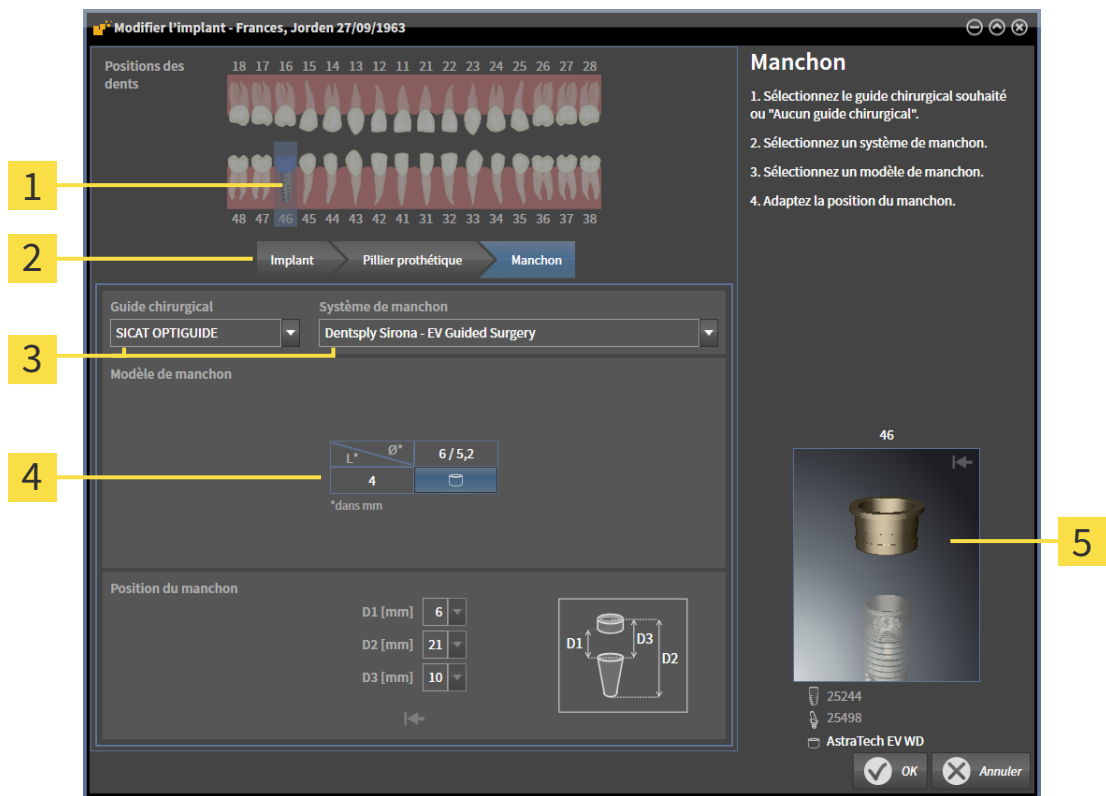 Modifier l'implant - Frances, Jorden 27/09/1963
Positions des
dents
18 17 16 15 14 13 12 11 21 22 23 24 25 26 27 28
48 47 46 45 44 43 42 41 31 32 33 34 35 36 37 38
1
2
Implant
Pillier prothétique
Manchon
Guide chirurgical
Système de manchon
SICAT OPTIGUIDE
Dentsply Sirona - EV Guided Surgery
3
Modèle de manchon
L* Ø* 6 / 5,2
4
4
*dans mm
Position du manchon
D1 [mm] 6
D2 [mm] 21
D3 [mm] 10
D1
D3
D2
Manchon
1. Sélectionnez le guide chirurgical souhaité
ou "Aucun guide chirurgical".
2. Sélectionnez un système de manchon.
3. Sélectionnez un modèle de manchon.
4. Adaptez la position du manchon.
46
5
25244
25498
AstraTech EV WD
OK
Annuler